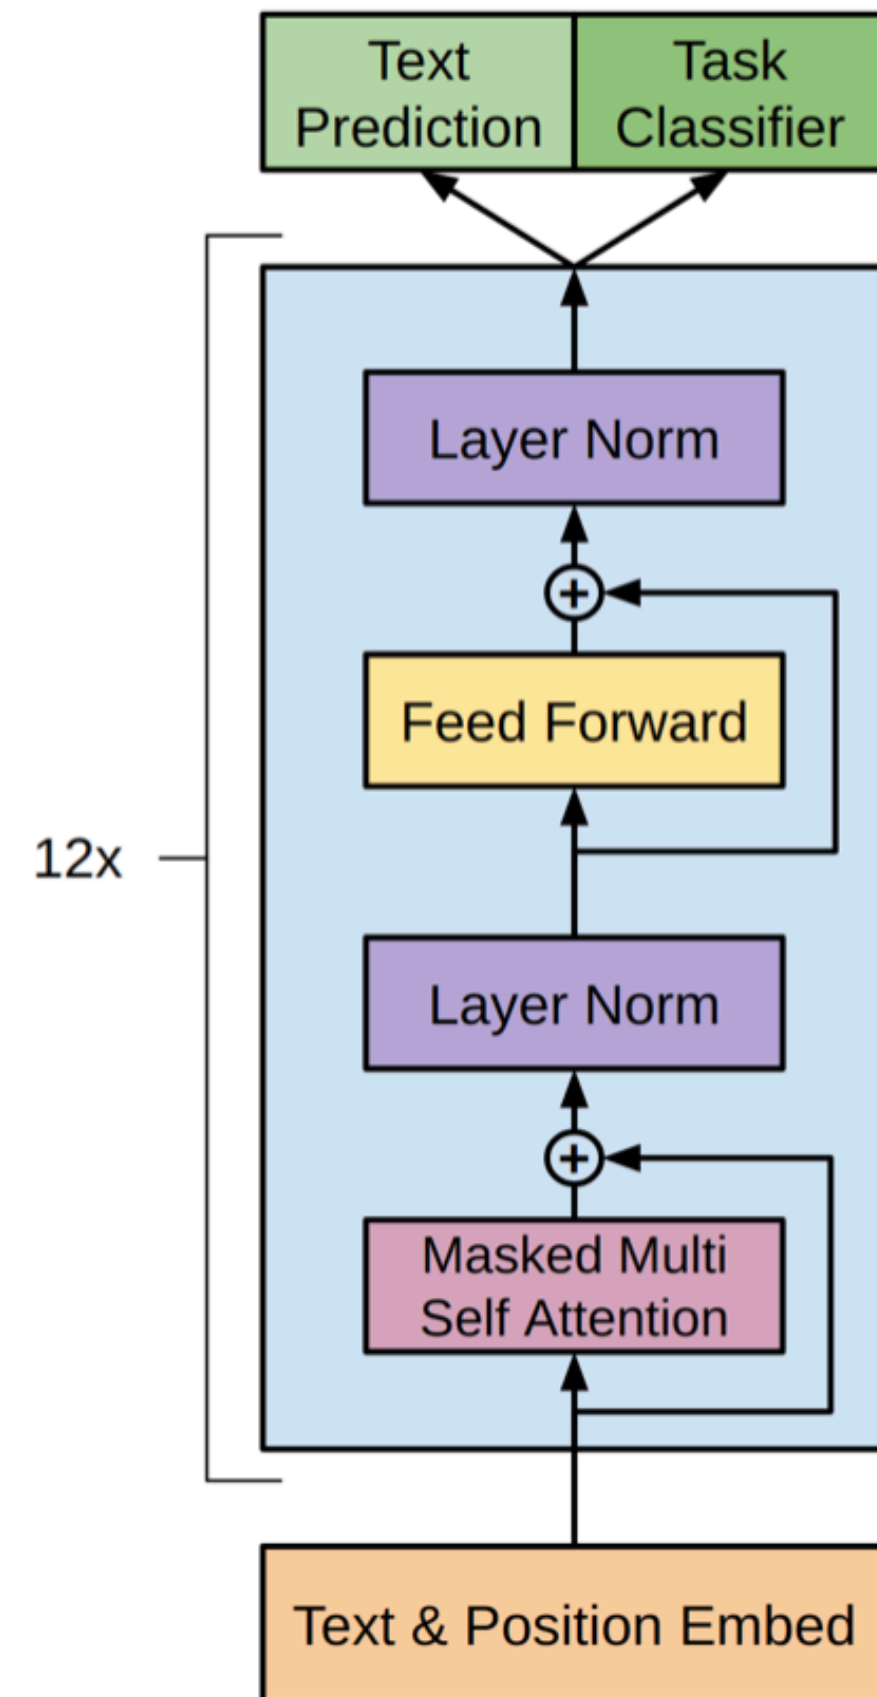 Text
Prediction
Task
Classifier
Layer Norm
+
Feed Forward
12x
Layer Norm
+
Masked Multi
Self Attention
Text & Position Embed